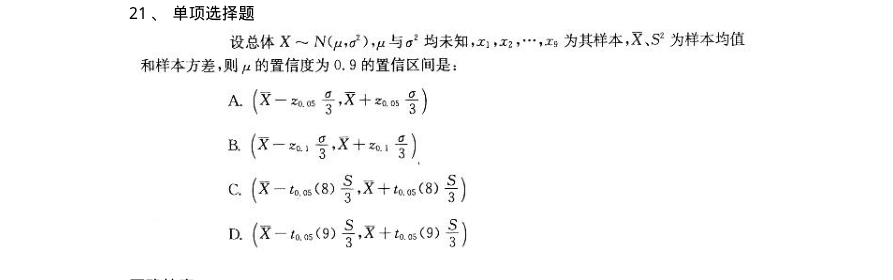 21 、 单项选择题
设总体 X ~ N(μ,σ²),μ 与 σ² 均未知,x₁,x₂,⋯,x₉ 为其样本,X̄、S² 为样本均值
和样本方差,则 μ 的置信度为 0.9 的置信区间是:
A. (X̄ − z₀.₀₅ σ/3, X̄ + z₀.₀₅ σ/3)
B. (X̄ − z₀.₁ σ/3, X̄ + z₀.₁ σ/3)
C. (X̄ − t₀.₀₅(8) S/3, X̄ + t₀.₀₅(8) S/3)
D. (X̄ − t₀.₀₅(9) S/3, X̄ + t₀.₀₅(9) S/3)